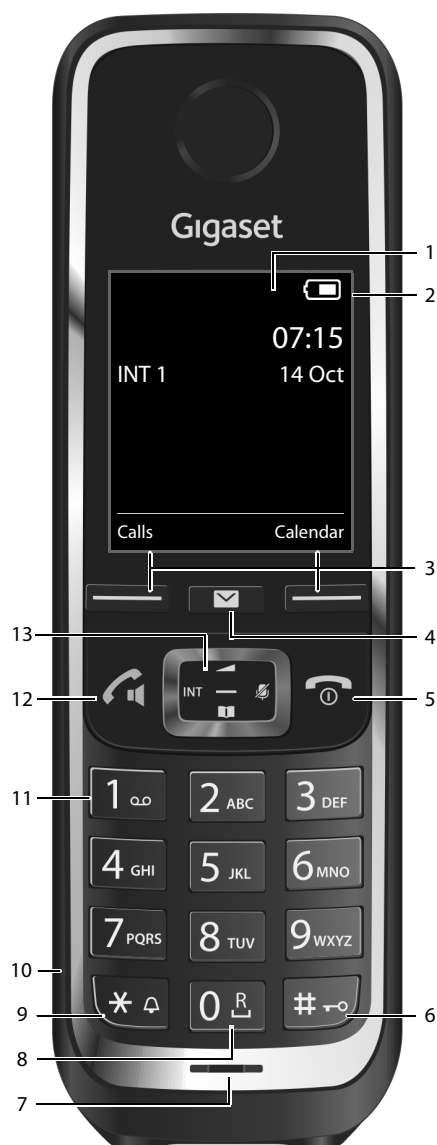 Gigaset
1
2
07:15
INT 1 14 Oct
Calls Calendar
3
4
13
INT
12
5
11
1 2 ABC 3 DEF
4 GHI 5 JKL 6 MNO
7 PQRS 8 TUV 9 WXYZ
10
* 0 R #
9
6
8
7